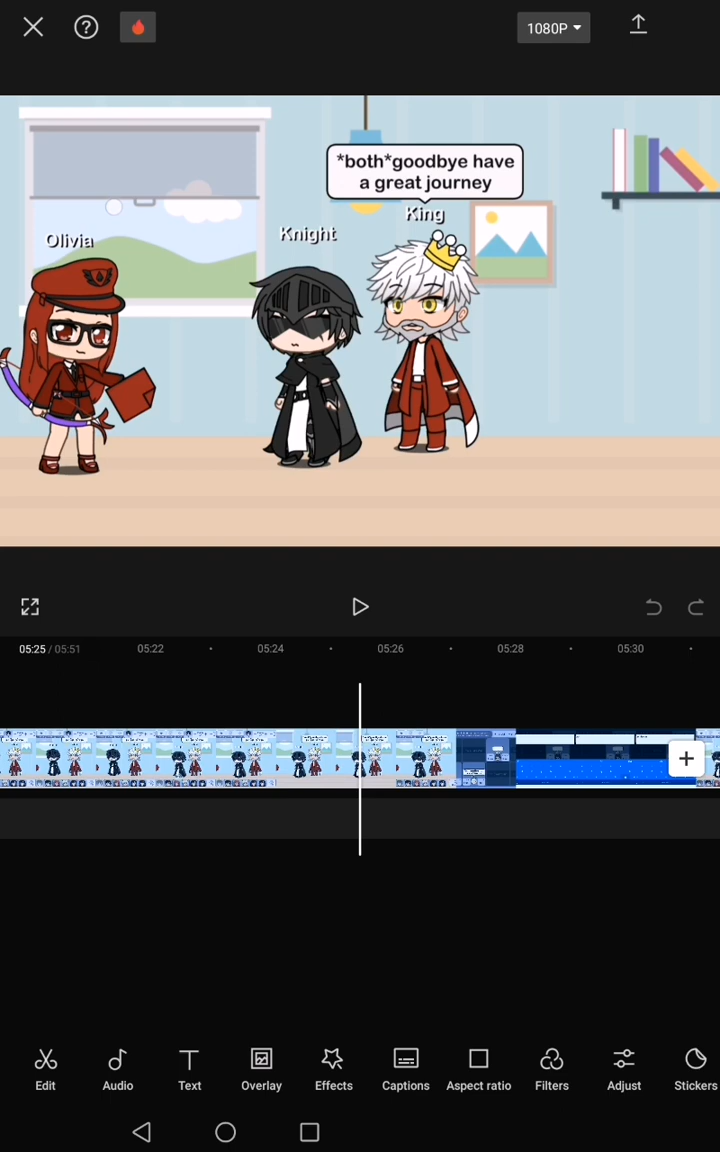 1080P
*both*goodbye have
a great journey
King
Knight
Olivia
05:25 / 05:51
05:22
05:24
05:26
05:28
05:30
Edit
Audio
Text
Overlay
Effects
Captions
Aspect ratio
Filters
Adjust
Stickers